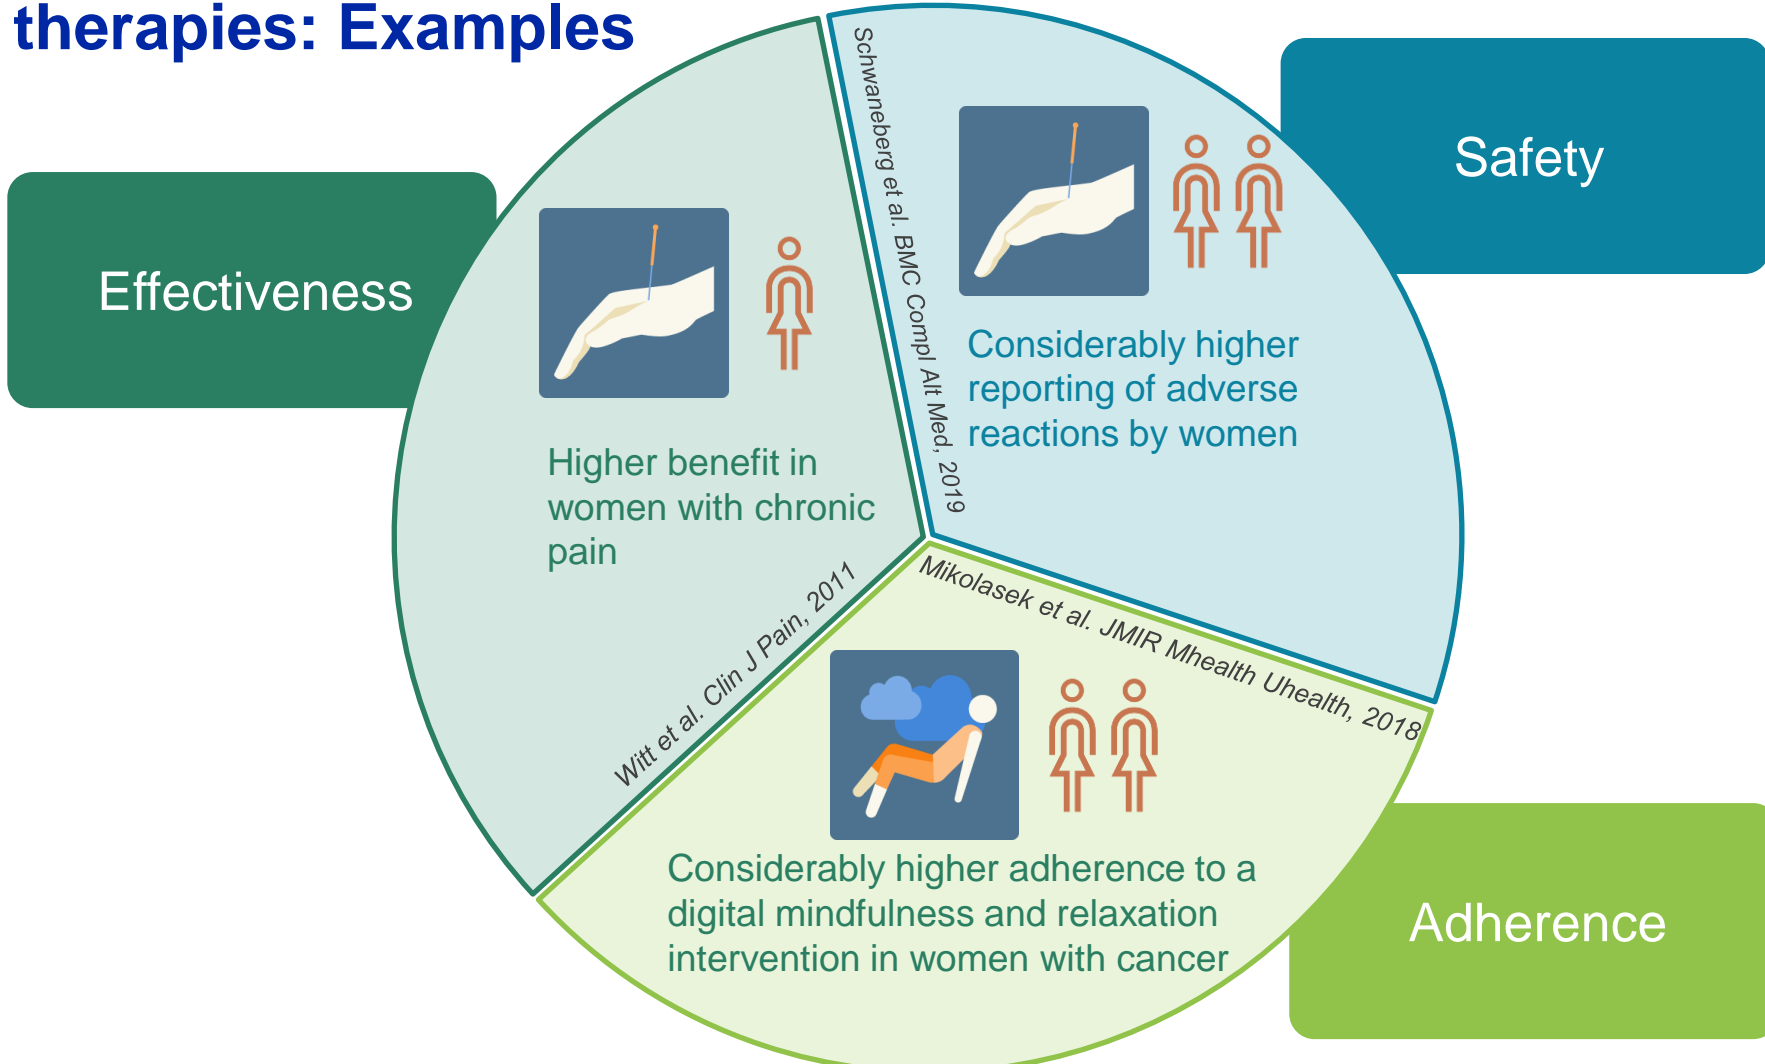 therapies: Examples
Effectiveness
Higher benefit in
women with chronic
pain
Witt et al. Clin J Pain, 2011
Safety
Schwaneberg et al. BMC Compl Alt Med, 2019
Considerably higher
reporting of adverse
reactions by women
Mikolasek et al. JMIR Mhealth Uhealth, 2018
Considerably higher adherence to a
digital mindfulness and relaxation
intervention in women with cancer
Adherence